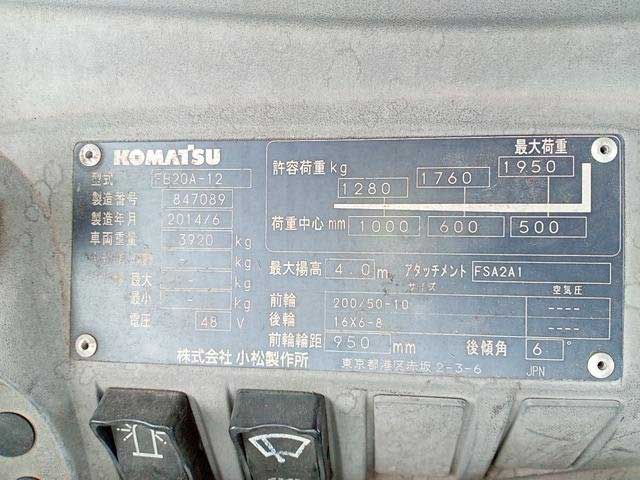 KOMATSU
型式 FB20A-12
製造番号 847089
製造年月 2014/6
車両重量 3920 kg
- kg
最大 - kg
最小 - kg
電圧 48 V
最大荷重
許容荷重 kg 1280 1760 1950
荷重中心 mm 1000 600 500
最大揚高 4.0 m アタッチメント FSA2A1
サイズ 空気圧
前輪 200/50-10 ----
後輪 16X6-8 ----
前輪輪距 950 mm 後傾角 6°
株式会社 小松製作所 東京都港区赤坂 2-3-6 JPN